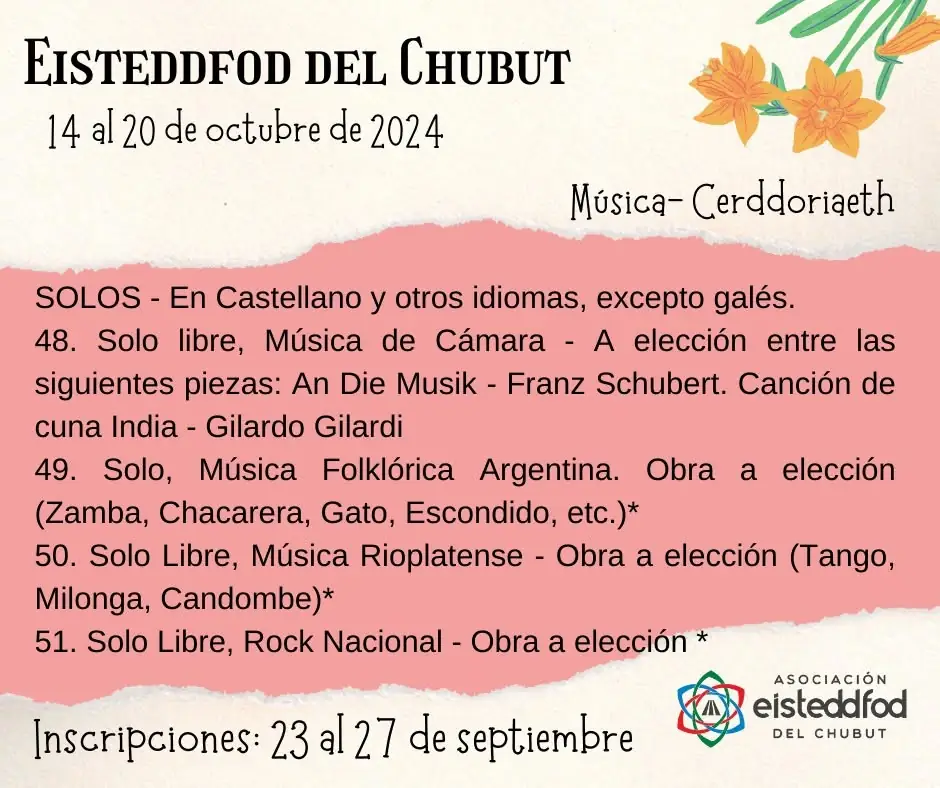 Eisteddfod del Chubut
14 al 20 de octubre de 2024
Música- Cerddoriaeth
SOLOS - En Castellano y otros idiomas, excepto galés.
48. Solo libre, Música de Cámara - A elección entre las
siguientes piezas: An Die Musik - Franz Schubert. Canción de
cuna India - Gilardo Gilardi
49. Solo, Música Folklórica Argentina. Obra a elección
(Zamba, Chacarera, Gato, Escondido, etc.)*
50. Solo Libre, Música Rioplatense - Obra a elección (Tango,
Milonga, Candombe)*
51. Solo Libre, Rock Nacional - Obra a elección *
Inscripciones: 23 al 27 de septiembre
ASOCIACIÓN
eisteddfod
DEL CHUBUT